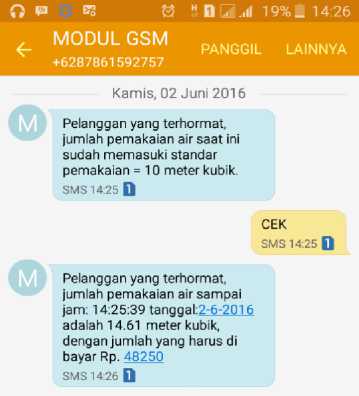 19% 14:26
MODUL GSM
PANGGIL LAINNYA
+6287861592757
Kamis, 02 Juni 2016
M
Pelanggan yang terhormat,
jumlah pemakaian air saat ini
sudah memasuki standar
pemakaian = 10 meter kubik.
SMS 14:25 1
CEK
SMS 14:25 1
M
Pelanggan yang terhormat,
jumlah pemakaian air sampai
jam: 14:25:39 tanggal:2-6-2016
adalah 14.61 meter kubik,
dengan jumlah yang harus di
bayar Rp. 48250
SMS 14:26 1